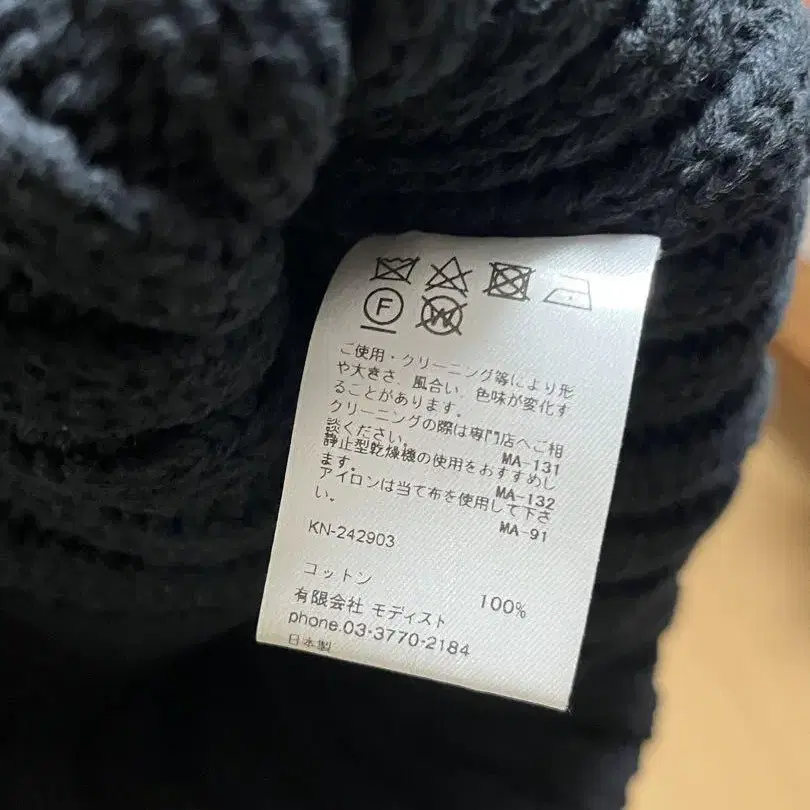 F
W
ご使用・クリーニング等により形
や大きさ、風合い、色味が変化す
ることがあります。
クリーニングの際は専門店へご相
談ください。 MA-131
静止型乾燥機の使用をおすすめし
ます。 MA-132
アイロンは当て布を使用して下さ
い。 MA-91
KN-242903
コットン 100%
有限会社 モディスト
phone.03-3770-2184
日本製